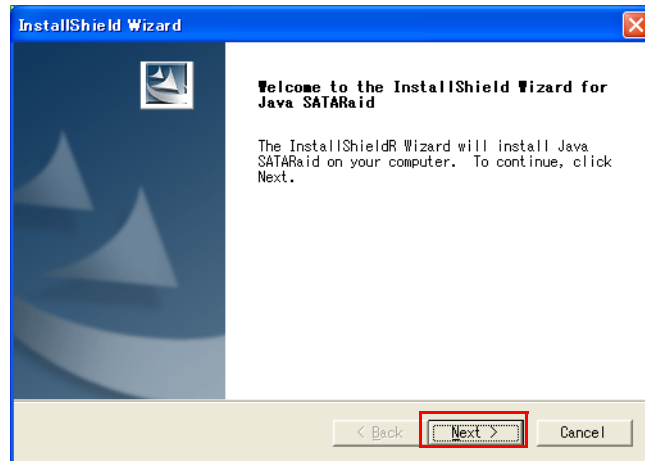 InstallShield Wizard
Welcome to the InstallShield Wizard for
Java SATARaid
The InstallShieldR Wizard will install Java
SATARaid on your computer.  To continue, click
Next.
< Back
Next >
Cancel